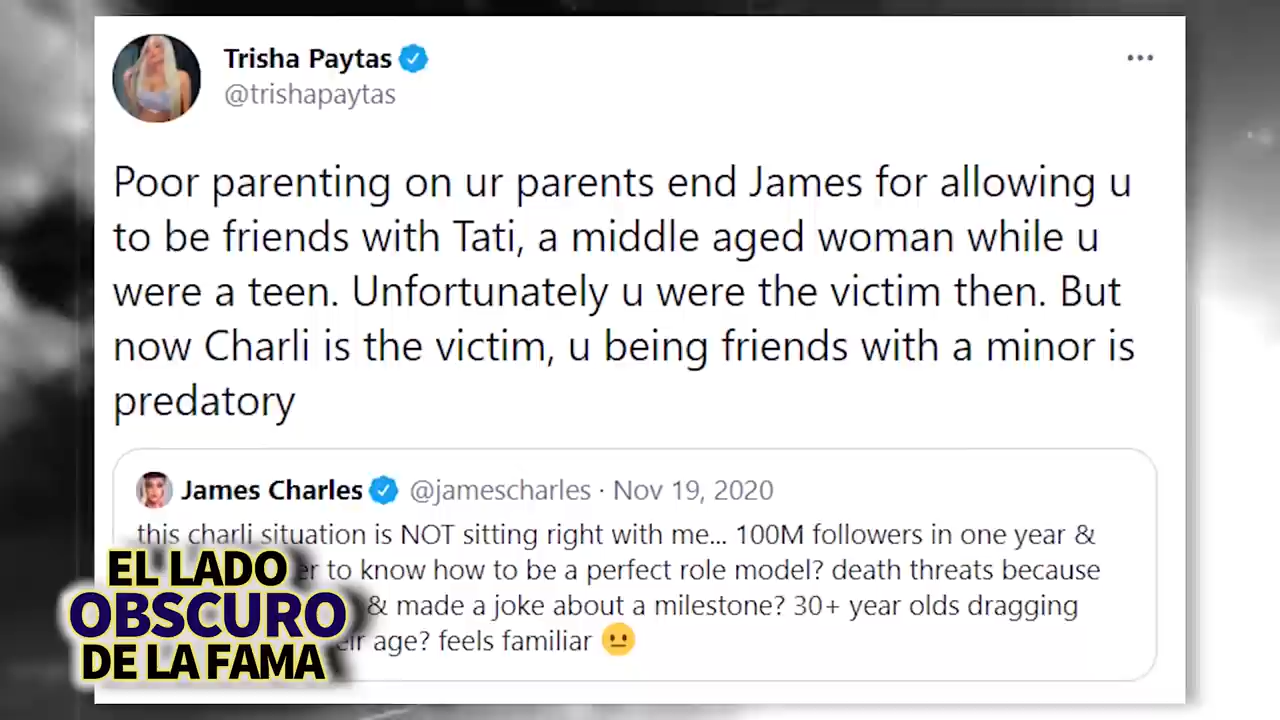 Trisha Paytas
@trishapaytas
Poor parenting on ur parents end James for allowing u
to be friends with Tati, a middle aged woman while u
were a teen. Unfortunately u were the victim then. But
now Charli is the victim, u being friends with a minor is
predatory
James Charles @jamescharles · Nov 19, 2020
this charli situation is NOT sitting right with me... 100M followers in one year &
to know how to be a perfect role model? death threats because
& made a joke about a milestone? 30+ year olds dragging
age? feels familiar 😐
EL LADO
OBSCURO
DE LA FAMA